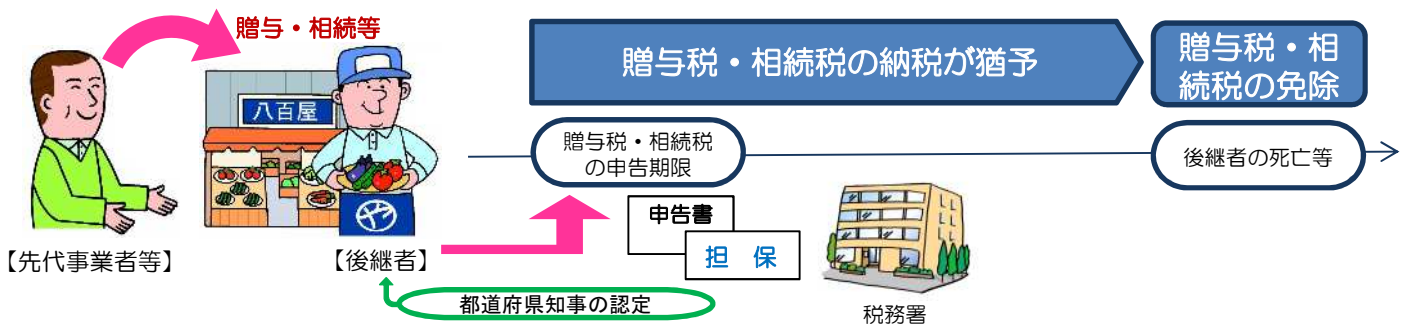 贈与・相続等
八百屋
【先代事業者等】
【後継者】
都道府県知事の認定
贈与税・相続税の納税が猶予
贈与税・相
続税の免除
贈与税・相続税
の申告期限
後継者の死亡等
申告書
担　保
税務署